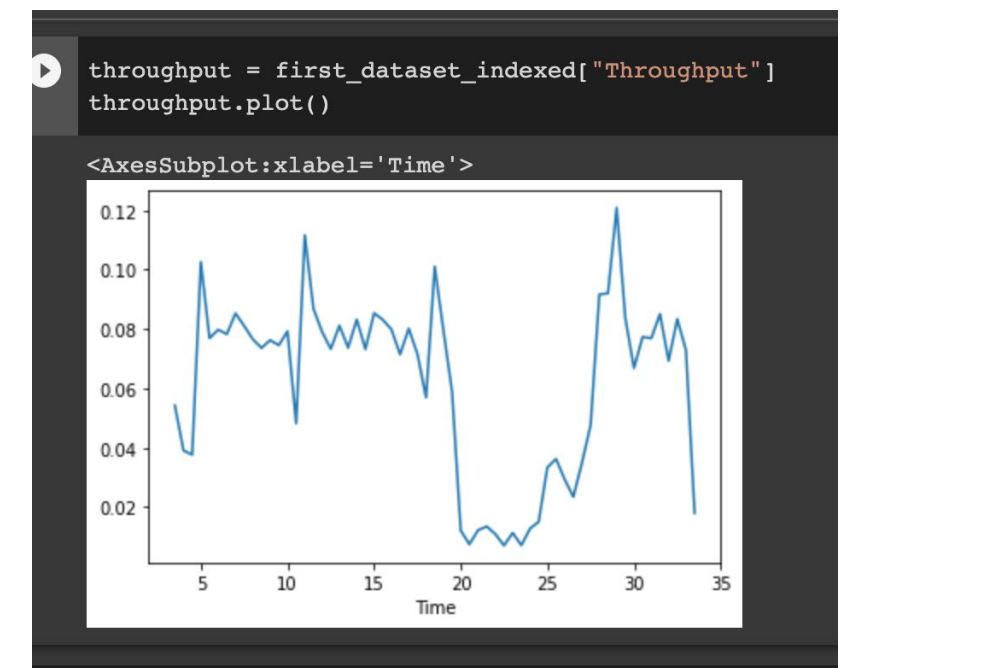 throughput = first_dataset_indexed["Throughput"]
throughput.plot()
<AxesSubplot:xlabel='Time'>
0.12
0.10
0.08
0.06
0.04
0.02
5 10 15 20 25 30 35
Time